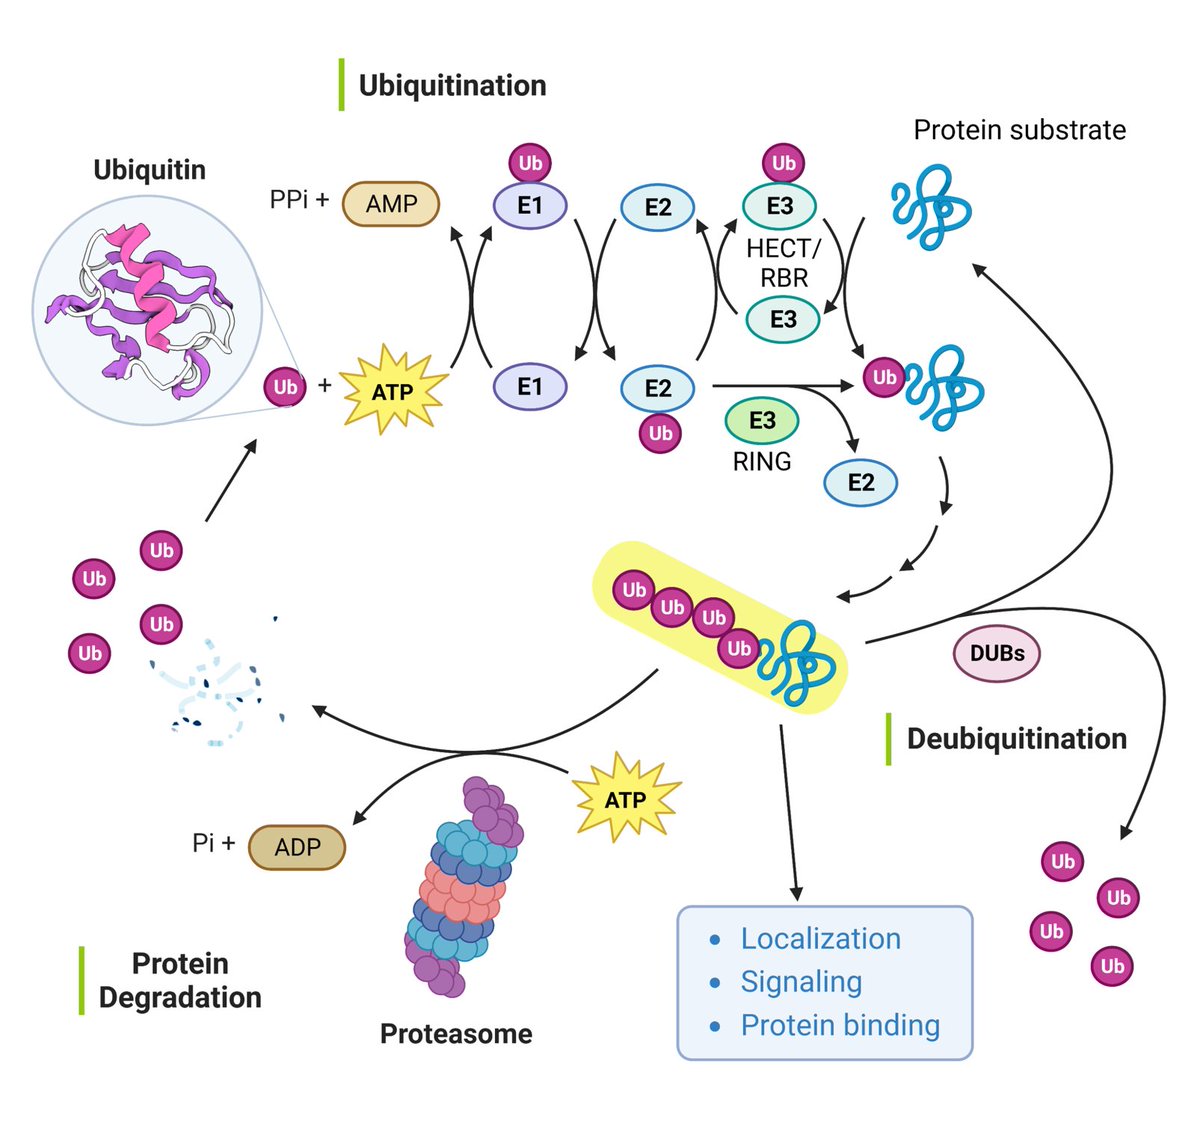 Ubiquitination
Protein substrate
Ubiquitin
Ub
Ub
PPi +
AMP
E1
E2
E3
HECT/
RBR
E3
Ub
+
ATP
E1
E2
Ub
Ub
E3
RING
E2
Ub
Ub
Ub
Ub
Ub
Ub
Ub
Ub
DUBs
Deubiquitination
ATP
Pi +
ADP
Ub
Ub
Ub
Ub
Protein
Degradation
Proteasome
• Localization
• Signaling
• Protein binding